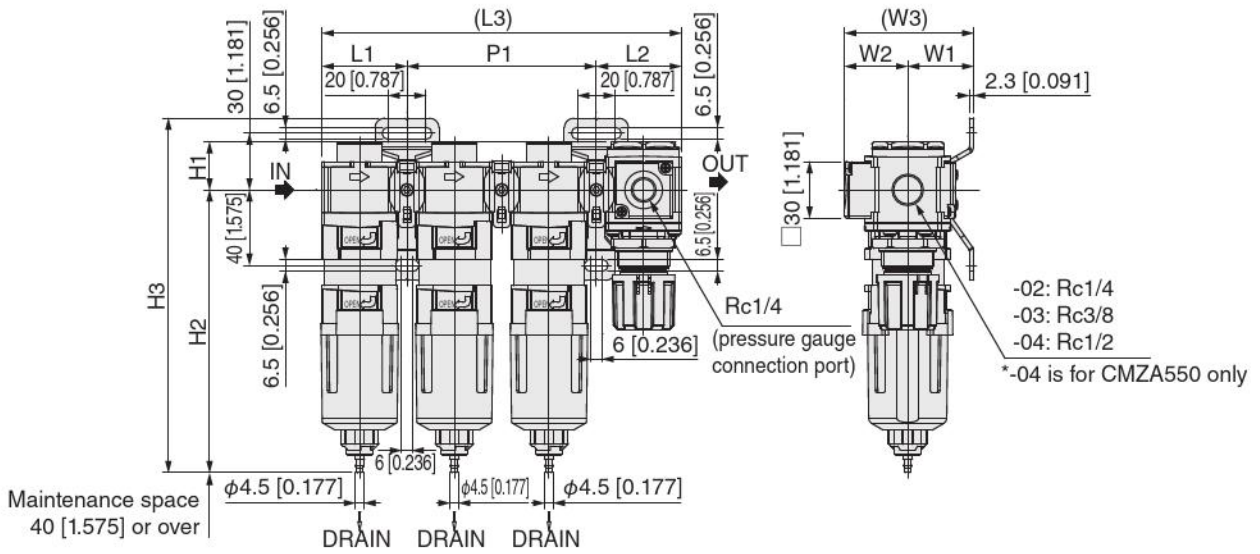 (L3)
L1
P1
L2
20 [0.787]
20 [0.787]
30 [1.181]
6.5 [0.256]
6.5 [0.256]
H1
IN
OUT
40 [1.575]
6.5 [0.256]
OPEN
OPEN
OPEN
OPEN
OPEN
OPEN
H3
H2
6.5 [0.256]
Rc1/4
(pressure gauge
connection port)
6 [0.236]
6 [0.236]
Maintenance space
40 [1.575] or over
φ4.5 [0.177]
φ4.5 [0.177]
φ4.5 [0.177]
DRAIN
DRAIN
DRAIN
(W3)
W2
W1
2.3 [0.091]
□30 [1.181]
-02: Rc1/4
-03: Rc3/8
-04: Rc1/2
*-04 is for CMZA550 only